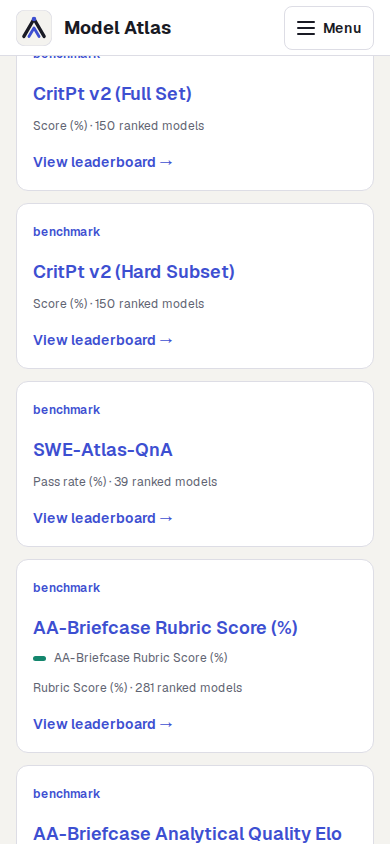 Model Atlas
Menu
benchmark
CritPt v2 (Full Set)
Score (%) · 150 ranked models
View leaderboard →
benchmark
CritPt v2 (Hard Subset)
Score (%) · 150 ranked models
View leaderboard →
benchmark
SWE-Atlas-QnA
Pass rate (%) · 39 ranked models
View leaderboard →
benchmark
AA-Briefcase Rubric Score (%)
AA-Briefcase Rubric Score (%)
Rubric Score (%) · 281 ranked models
View leaderboard →
benchmark
AA-Briefcase Analytical Quality Elo